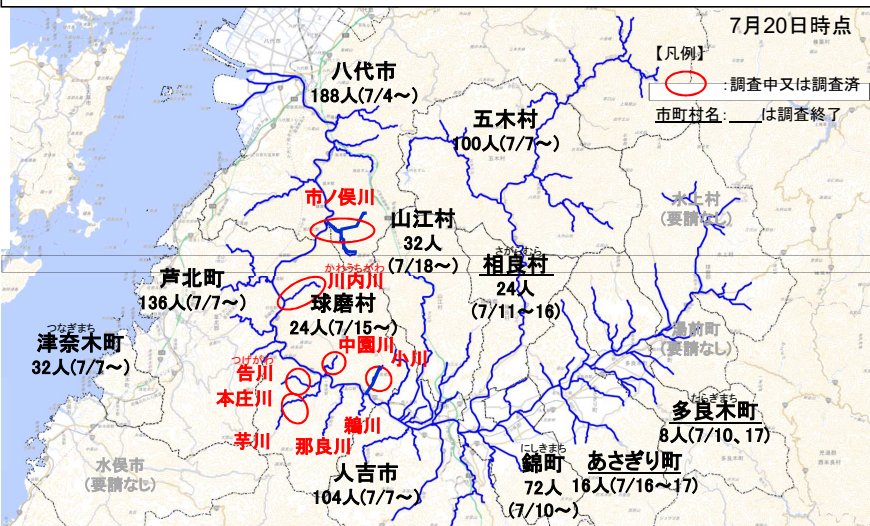 7月20日時点
【凡例】
:調査中又は調査済
市町村名:___は調査終了
八代市
188人(7/4～)
五木村
100人(7/7～)
水上村
(要請なし)
市ノ俣川
山江村
32人
(7/18～)
さがらむら
相良村
24人
(7/11～16)
かわうちがわ
川内川
芦北町
136人(7/7～)
球磨村
24人(7/15～)
つなぎまち
津奈木町
32人(7/7～)
湯前町
(要請なし)
中園川
小川
つげがわ
告川
本庄川
芋川
那良川
鵜川
たらぎまち
多良木町
8人(7/10、17)
水俣市
(要請なし)
人吉市
104人(7/7～)
にしきまち
錦町
72人
(7/10～)
あさぎり町
16人(7/16～17)